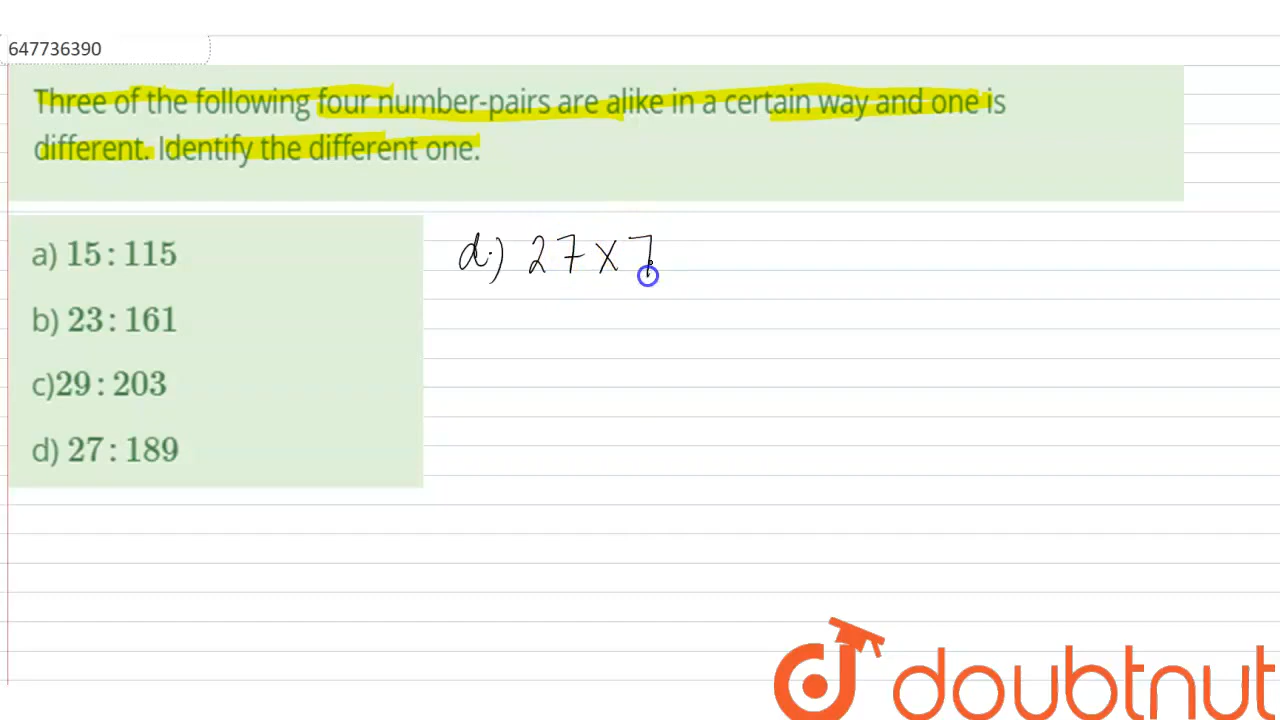 647736390
Three of the following four number-pairs are alike in a certain way and one is
different. Identify the different one.
a) 15 : 115
d.) 27 × 7
b) 23 : 161
c)29 : 203
d) 27 : 189
doubtnut